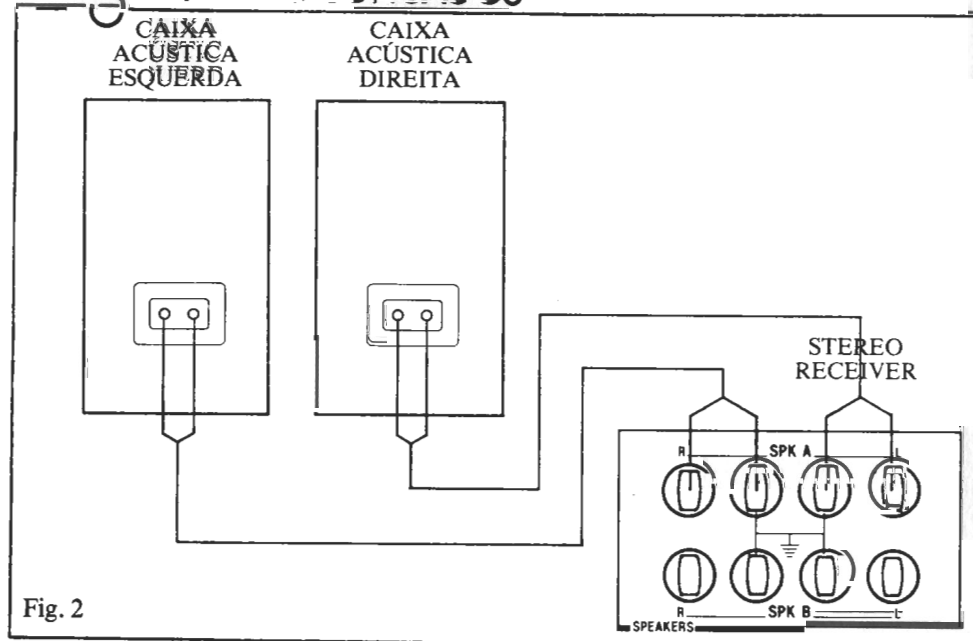 CAIXA
ACÚSTICA
ESQUERDA
CAIXA
ACÚSTICA
DIREITA
STEREO
RECEIVER
R SPK A L
R SPK B L
SPEAKERS
Fig. 2